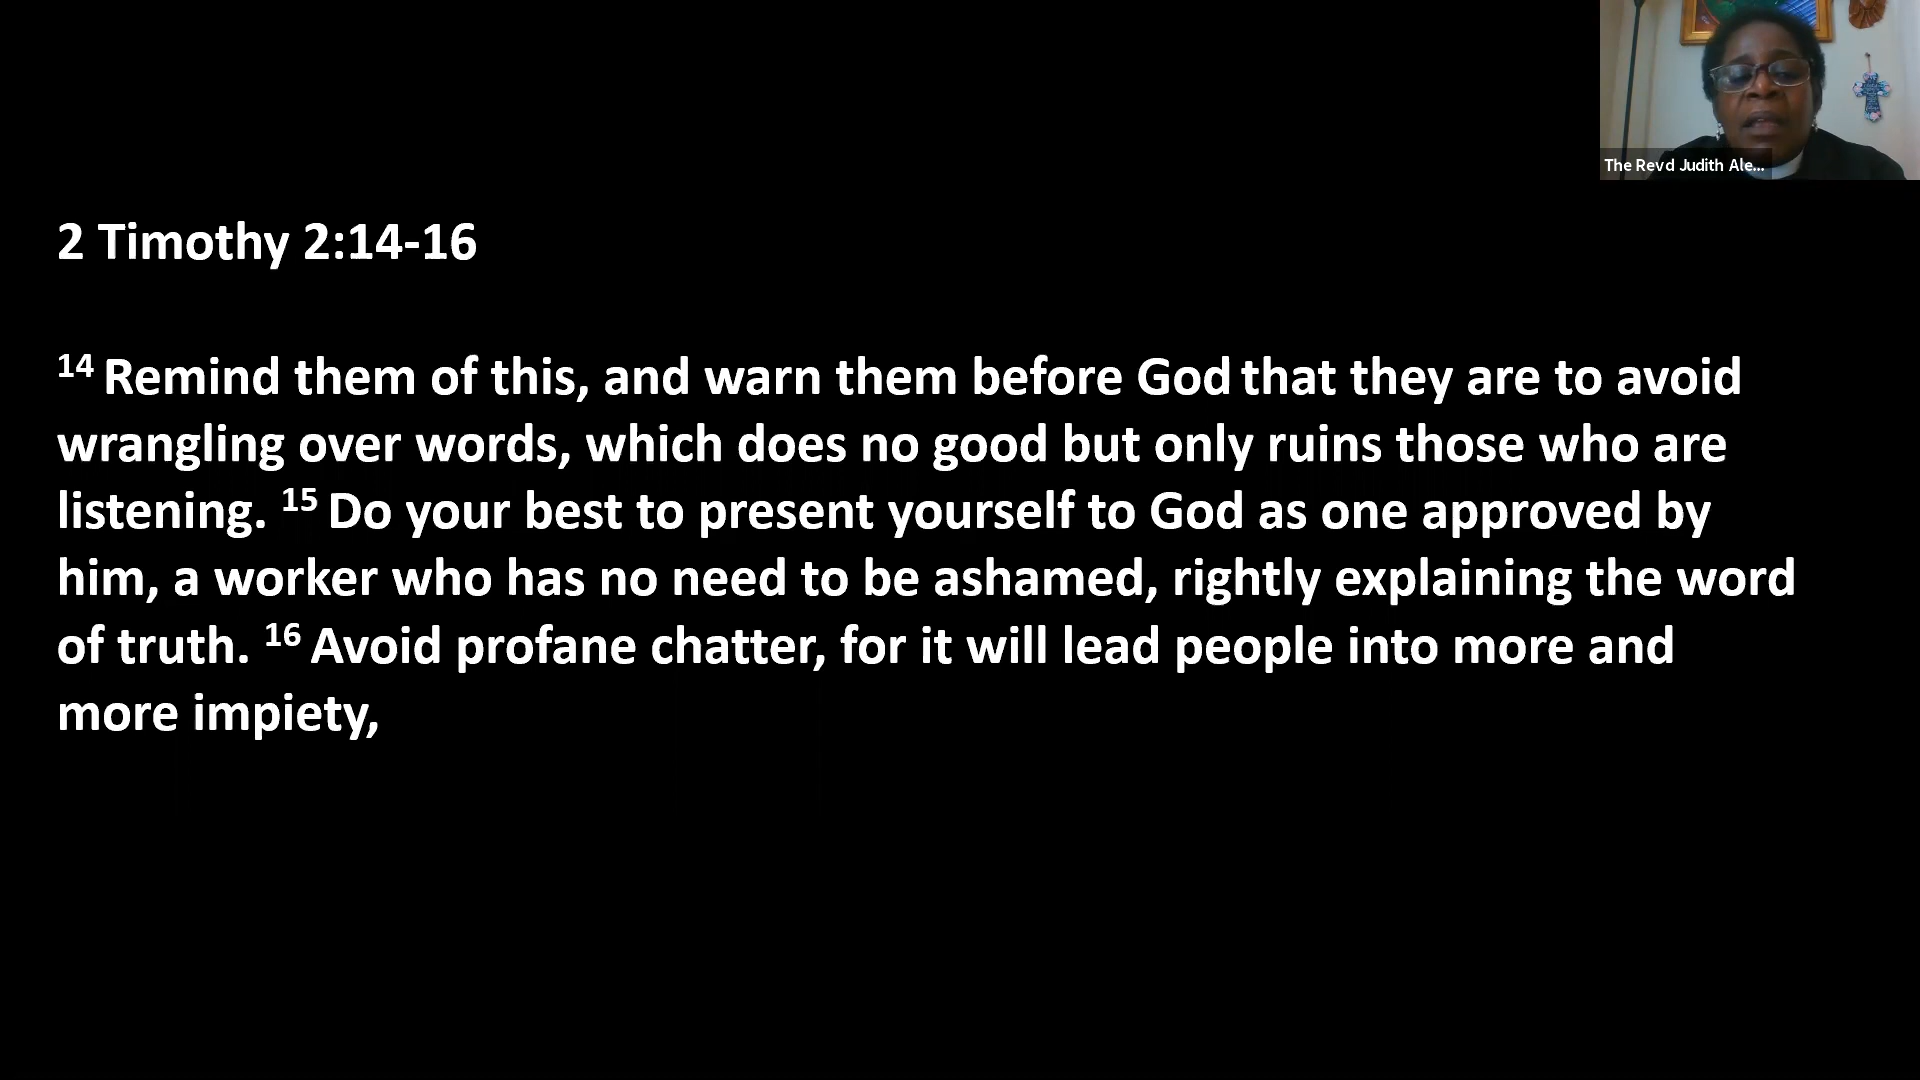 The Revd Judith Ale...
2 Timothy 2:14-16
14 Remind them of this, and warn them before God that they are to avoid
wrangling over words, which does no good but only ruins those who are
listening. 15 Do your best to present yourself to God as one approved by
him, a worker who has no need to be ashamed, rightly explaining the word
of truth. 16 Avoid profane chatter, for it will lead people into more and
more impiety,